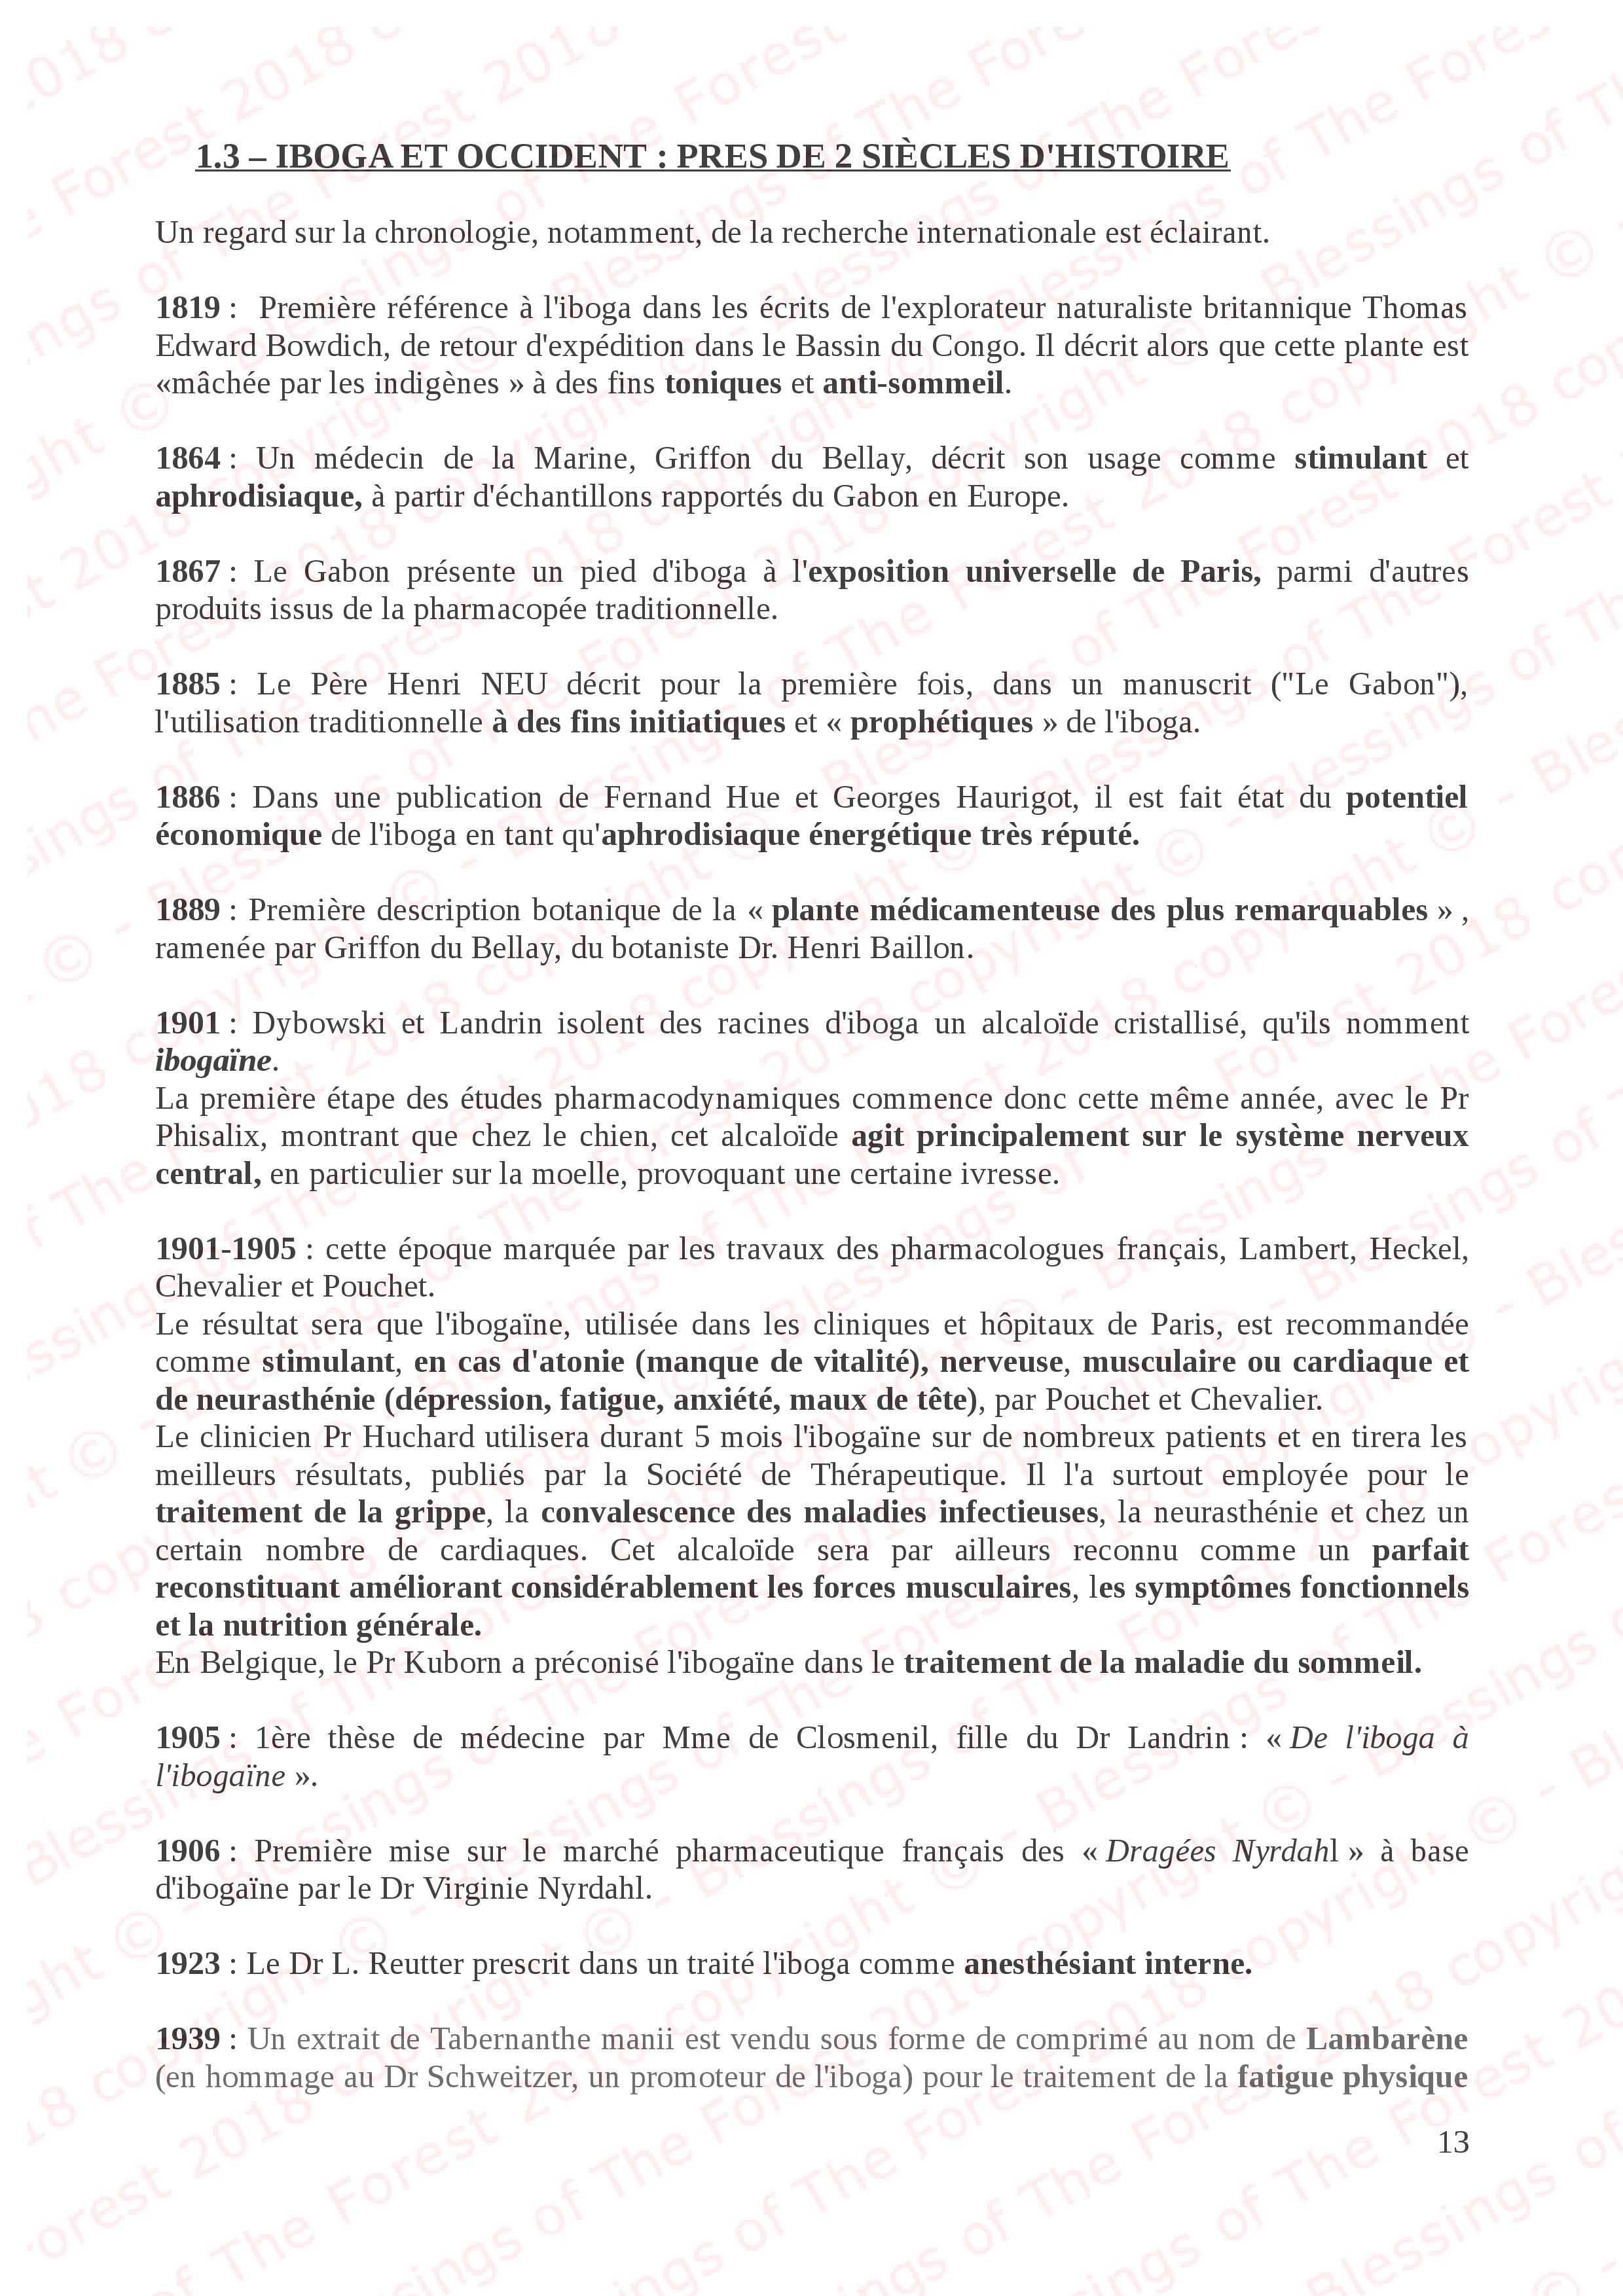 1.3 – IBOGA ET OCCIDENT : PRES DE 2 SIÈCLES D'HISTOIRE
Un regard sur la chronologie, notamment, de la recherche internationale est éclairant.
1819 : Première référence à l'iboga dans les écrits de l'explorateur naturaliste britannique Thomas
Edward Bowdich, de retour d'expédition dans le Bassin du Congo. Il décrit alors que cette plante est
«mâchée par les indigènes » à des fins toniques et anti-sommeil.
1864 : Un médecin de la Marine, Griffon du Bellay, décrit son usage comme stimulant et
aphrodisiaque, à partir d'échantillons rapportés du Gabon en Europe.
1867 : Le Gabon présente un pied d'iboga à l'exposition universelle de Paris, parmi d'autres
produits issus de la pharmacopée traditionnelle.
1885 : Le Père Henri NEU décrit pour la première fois, dans un manuscrit ("Le Gabon"),
l'utilisation traditionnelle à des fins initiatiques et « prophétiques » de l'iboga.
1886 : Dans une publication de Fernand Hue et Georges Haurigot, il est fait état du potentiel
économique de l'iboga en tant qu'aphrodisiaque énergétique très réputé.
1889 : Première description botanique de la « plante médicamenteuse des plus remarquables » ,
ramenée par Griffon du Bellay, du botaniste Dr. Henri Baillon.
1901 : Dybowski et Landrin isolent des racines d'iboga un alcaloïde cristallisé, qu'ils nomment
ibogaïne.
La première étape des études pharmacodynamiques commence donc cette même année, avec le Pr
Phisalix, montrant que chez le chien, cet alcaloïde agit principalement sur le système nerveux
central, en particulier sur la moelle, provoquant une certaine ivresse.
1901-1905 : cette époque marquée par les travaux des pharmacologues français, Lambert, Heckel,
Chevalier et Pouchet.
Le résultat sera que l'ibogaïne, utilisée dans les cliniques et hôpitaux de Paris, est recommandée
comme stimulant, en cas d'atonie (manque de vitalité), nerveuse, musculaire ou cardiaque et
de neurasthénie (dépression, fatigue, anxiété, maux de tête), par Pouchet et Chevalier.
Le clinicien Pr Huchard utilisera durant 5 mois l'ibogaïne sur de nombreux patients et en tirera les
meilleurs résultats, publiés par la Société de Thérapeutique. Il l'a surtout employée pour le
traitement de la grippe, la convalescence des maladies infectieuses, la neurasthénie et chez un
certain nombre de cardiaques. Cet alcaloïde sera par ailleurs reconnu comme un parfait
reconstituant améliorant considérablement les forces musculaires, les symptômes fonctionnels
et la nutrition générale.
En Belgique, le Pr Kuborn a préconisé l'ibogaïne dans le traitement de la maladie du sommeil.
1905 : 1ère thèse de médecine par Mme de Closmenil, fille du Dr Landrin : « De l'iboga à
l'ibogaïne ».
1906 : Première mise sur le marché pharmaceutique français des « Dragées Nyrdahl » à base
d'ibogaïne par le Dr Virginie Nyrdahl.
1923 : Le Dr L. Reutter prescrit dans un traité l'iboga comme anesthésiant interne.
1939 : Un extrait de Tabernanthe manii est vendu sous forme de comprimé au nom de Lambarène
(en hommage au Dr Schweitzer, un promoteur de l'iboga) pour le traitement de la fatigue physique
13
Blessings of The Forest 2018 copyright © -